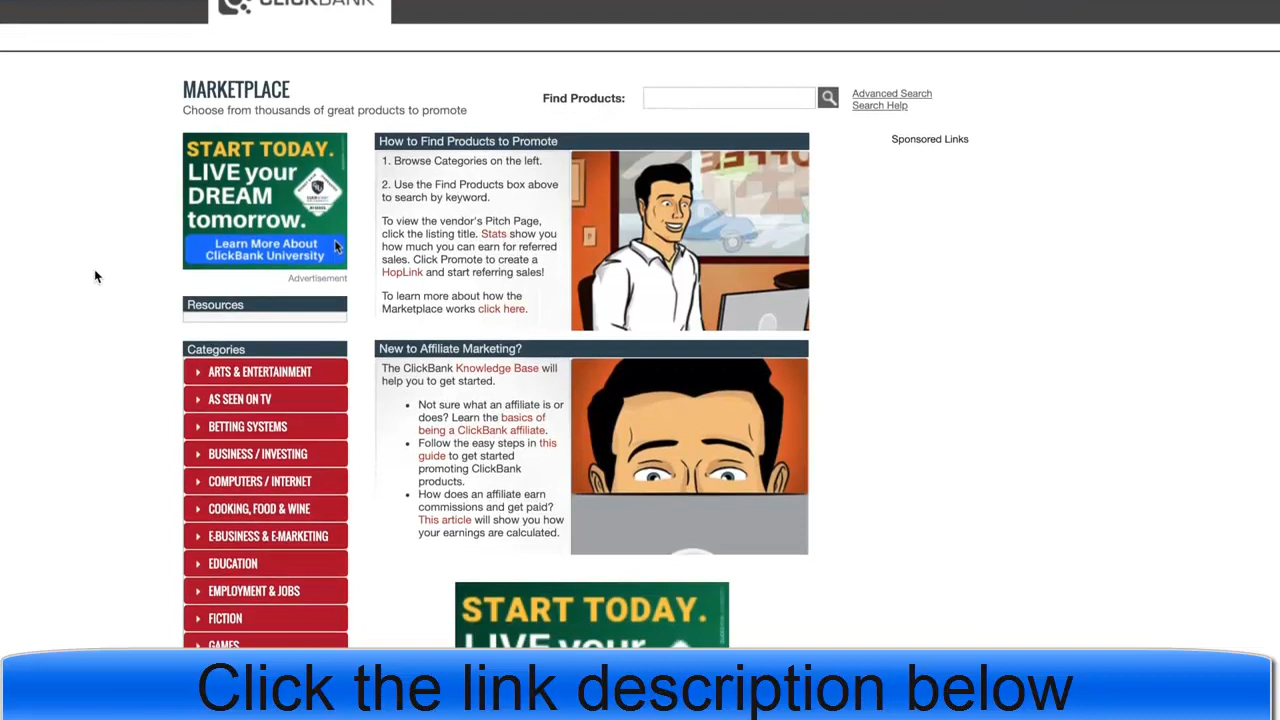 CLICKBANK
MARKETPLACE
Choose from thousands of great products to promote
Find Products:
Advanced Search
Search Help
START TODAY.
LIVE your
DREAM
tomorrow.
Learn More About
ClickBank University
Advertisement
Resources
Categories
ARTS & ENTERTAINMENT
AS SEEN ON TV
BETTING SYSTEMS
BUSINESS / INVESTING
COMPUTERS / INTERNET
COOKING, FOOD & WINE
E-BUSINESS & E-MARKETING
EDUCATION
EMPLOYMENT & JOBS
FICTION
GAMES
How to Find Products to Promote
1. Browse Categories on the left.
2. Use the Find Products box above
to search by keyword.
To view the vendor's Pitch Page,
click the listing title. Stats show you
how much you can earn for referred
sales. Click Promote to create a
HopLink and start referring sales!
To learn more about how the
Marketplace works click here.
New to Affiliate Marketing?
The ClickBank Knowledge Base will
help you to get started.
• Not sure what an affiliate is or
does? Learn the basics of
being a ClickBank affiliate.
• Follow the easy steps in this
guide to get started
promoting ClickBank
products.
• How does an affiliate earn
commissions and get paid?
This article will show you how
your earnings are calculated.
START TODAY.
LIVE your
Sponsored Links
Click the link description below